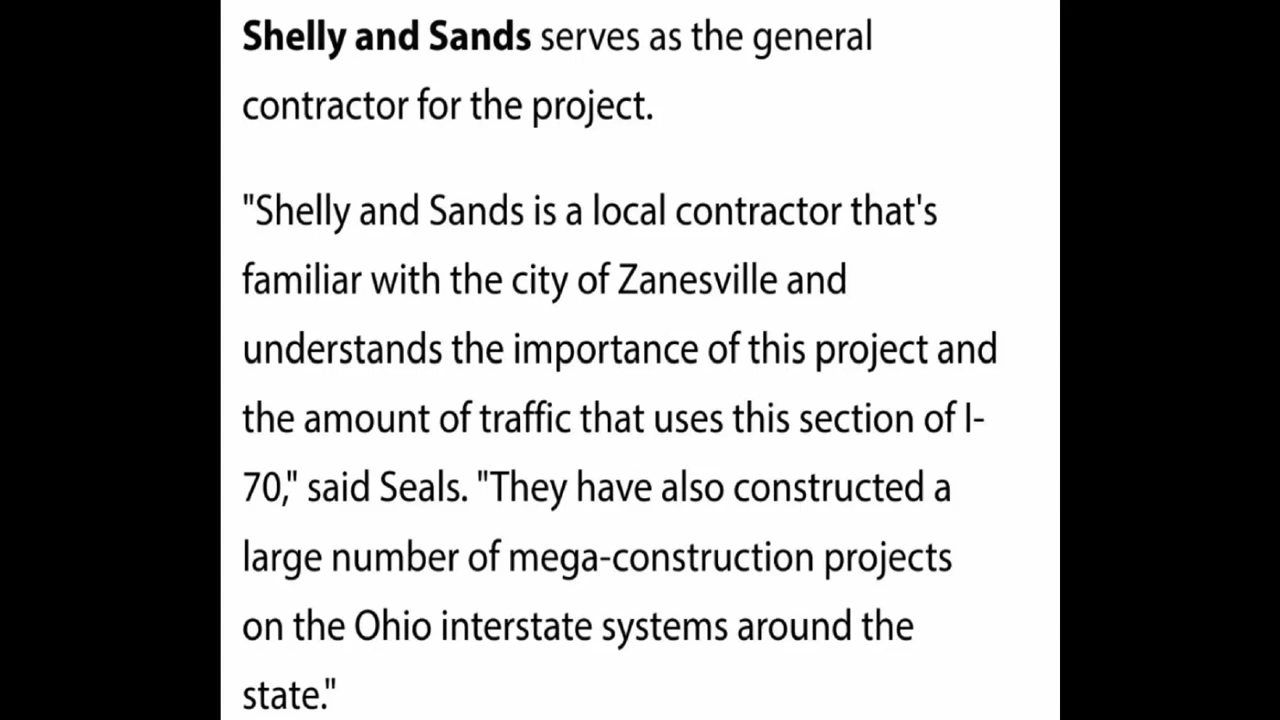 Shelly and Sands serves as the general
contractor for the project.
"Shelly and Sands is a local contractor that's
familiar with the city of Zanesville and
understands the importance of this project and
the amount of traffic that uses this section of I-
70," said Seals. "They have also constructed a
large number of mega-construction projects
on the Ohio interstate systems around the
state."